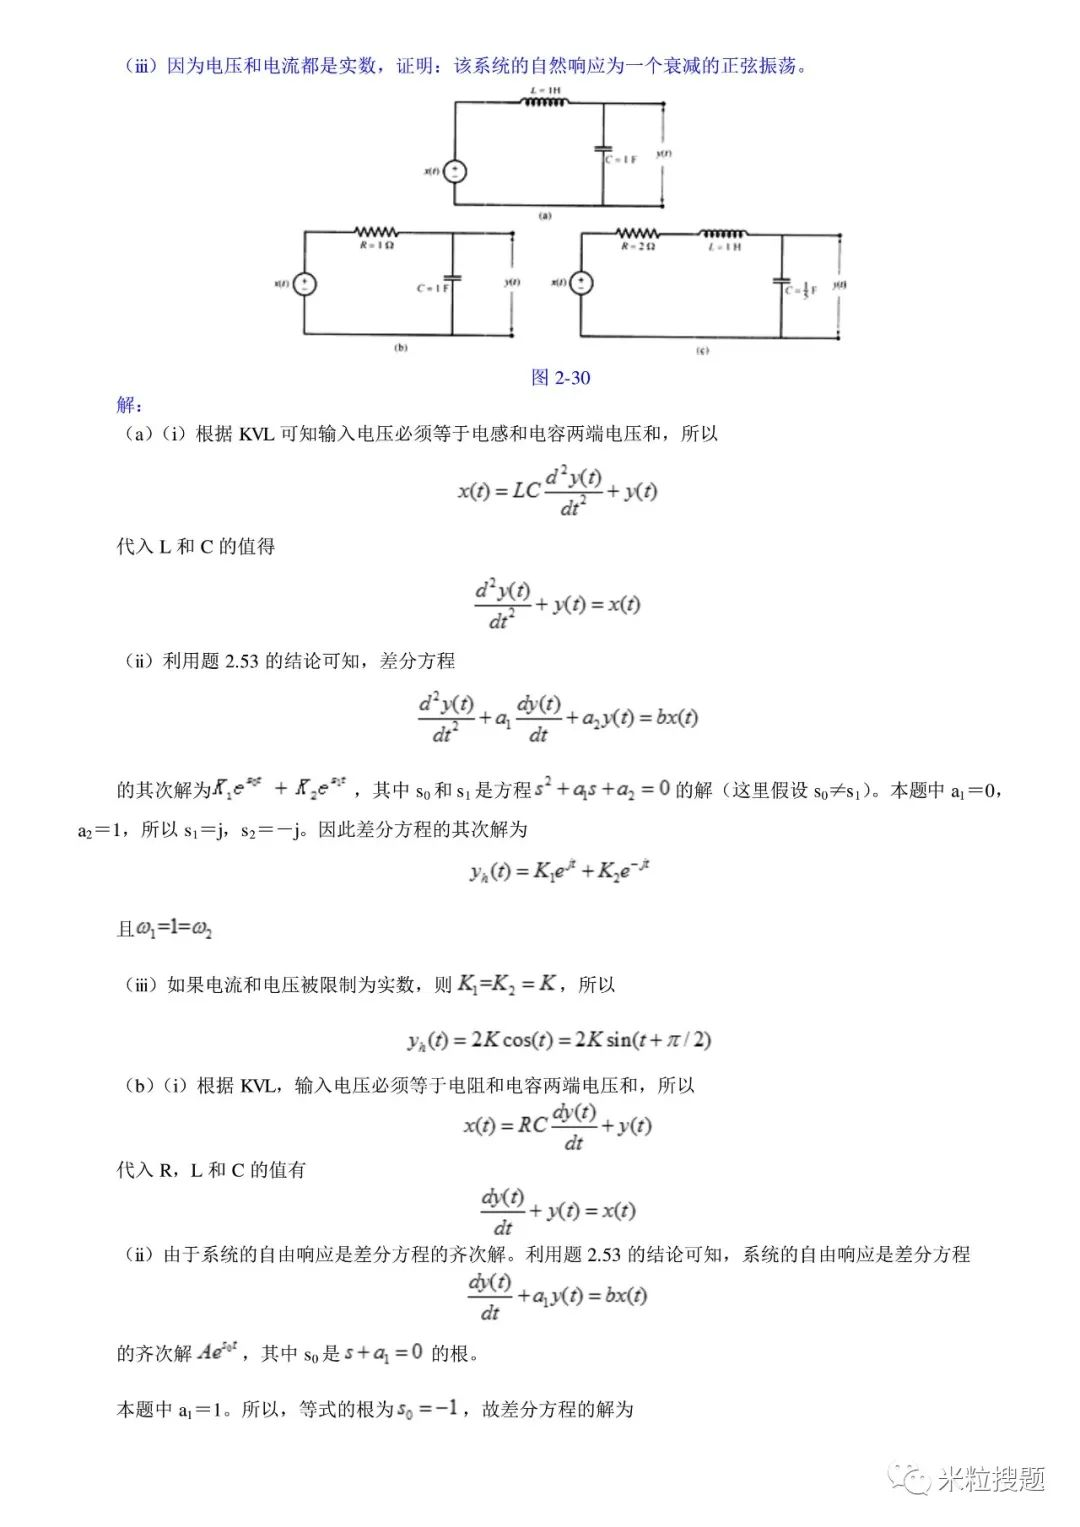 （iii）因为电压和电流都是实数，证明：该系统的自然响应为一个衰减的正弦振荡。
L = 1H
x(t)
C = 1 F
y(t)
(a)
R = 1 Ω
x(t)
C = 1 F
y(t)
(b)
R = 2 Ω
L = 1 H
x(t)
C = 1/5 F
y(t)
(c)
图 2-30
解：
（a）（i）根据 KVL 可知输入电压必须等于电感和电容两端电压和，所以
x(t) = LC d²y(t)/dt² + y(t)
代入 L 和 C 的值得
d²y(t)/dt² + y(t) = x(t)
（ii）利用题 2.53 的结论可知，差分方程
d²y(t)/dt² + a₁ dy(t)/dt + a₂y(t) = bx(t)
的其次解为K₁e^{s₀t} + K₂e^{s₁t}，其中 s₀ 和 s₁ 是方程 s² + a₁s + a₂ = 0 的解（这里假设 s₀≠s₁）。本题中 a₁＝0，
a₂＝1，所以 s₁＝j，s₂＝－j。因此差分方程的其次解为
yₕ(t) = K₁e^{jt} + K₂e^{-jt}
且ω₁=1=ω₂
（iii）如果电流和电压被限制为实数，则 K₁=K₂ = K，所以
yₕ(t) = 2K cos(t) = 2K sin(t + π / 2)
（b）（i）根据 KVL，输入电压必须等于电阻和电容两端电压和，所以
x(t) = RC dy(t)/dt + y(t)
代入 R，L 和 C 的值有
dy(t)/dt + y(t) = x(t)
（ii）由于系统的自由响应是差分方程的齐次解。利用题 2.53 的结论可知，系统的自由响应是差分方程
dy(t)/dt + a₁y(t) = bx(t)
的齐次解 Ae^{s₀t}，其中 s₀ 是 s + a₁ = 0 的根。
本题中 a₁＝1。所以，等式的根为 s₀ = −1，故差分方程的解为
米粒搜题